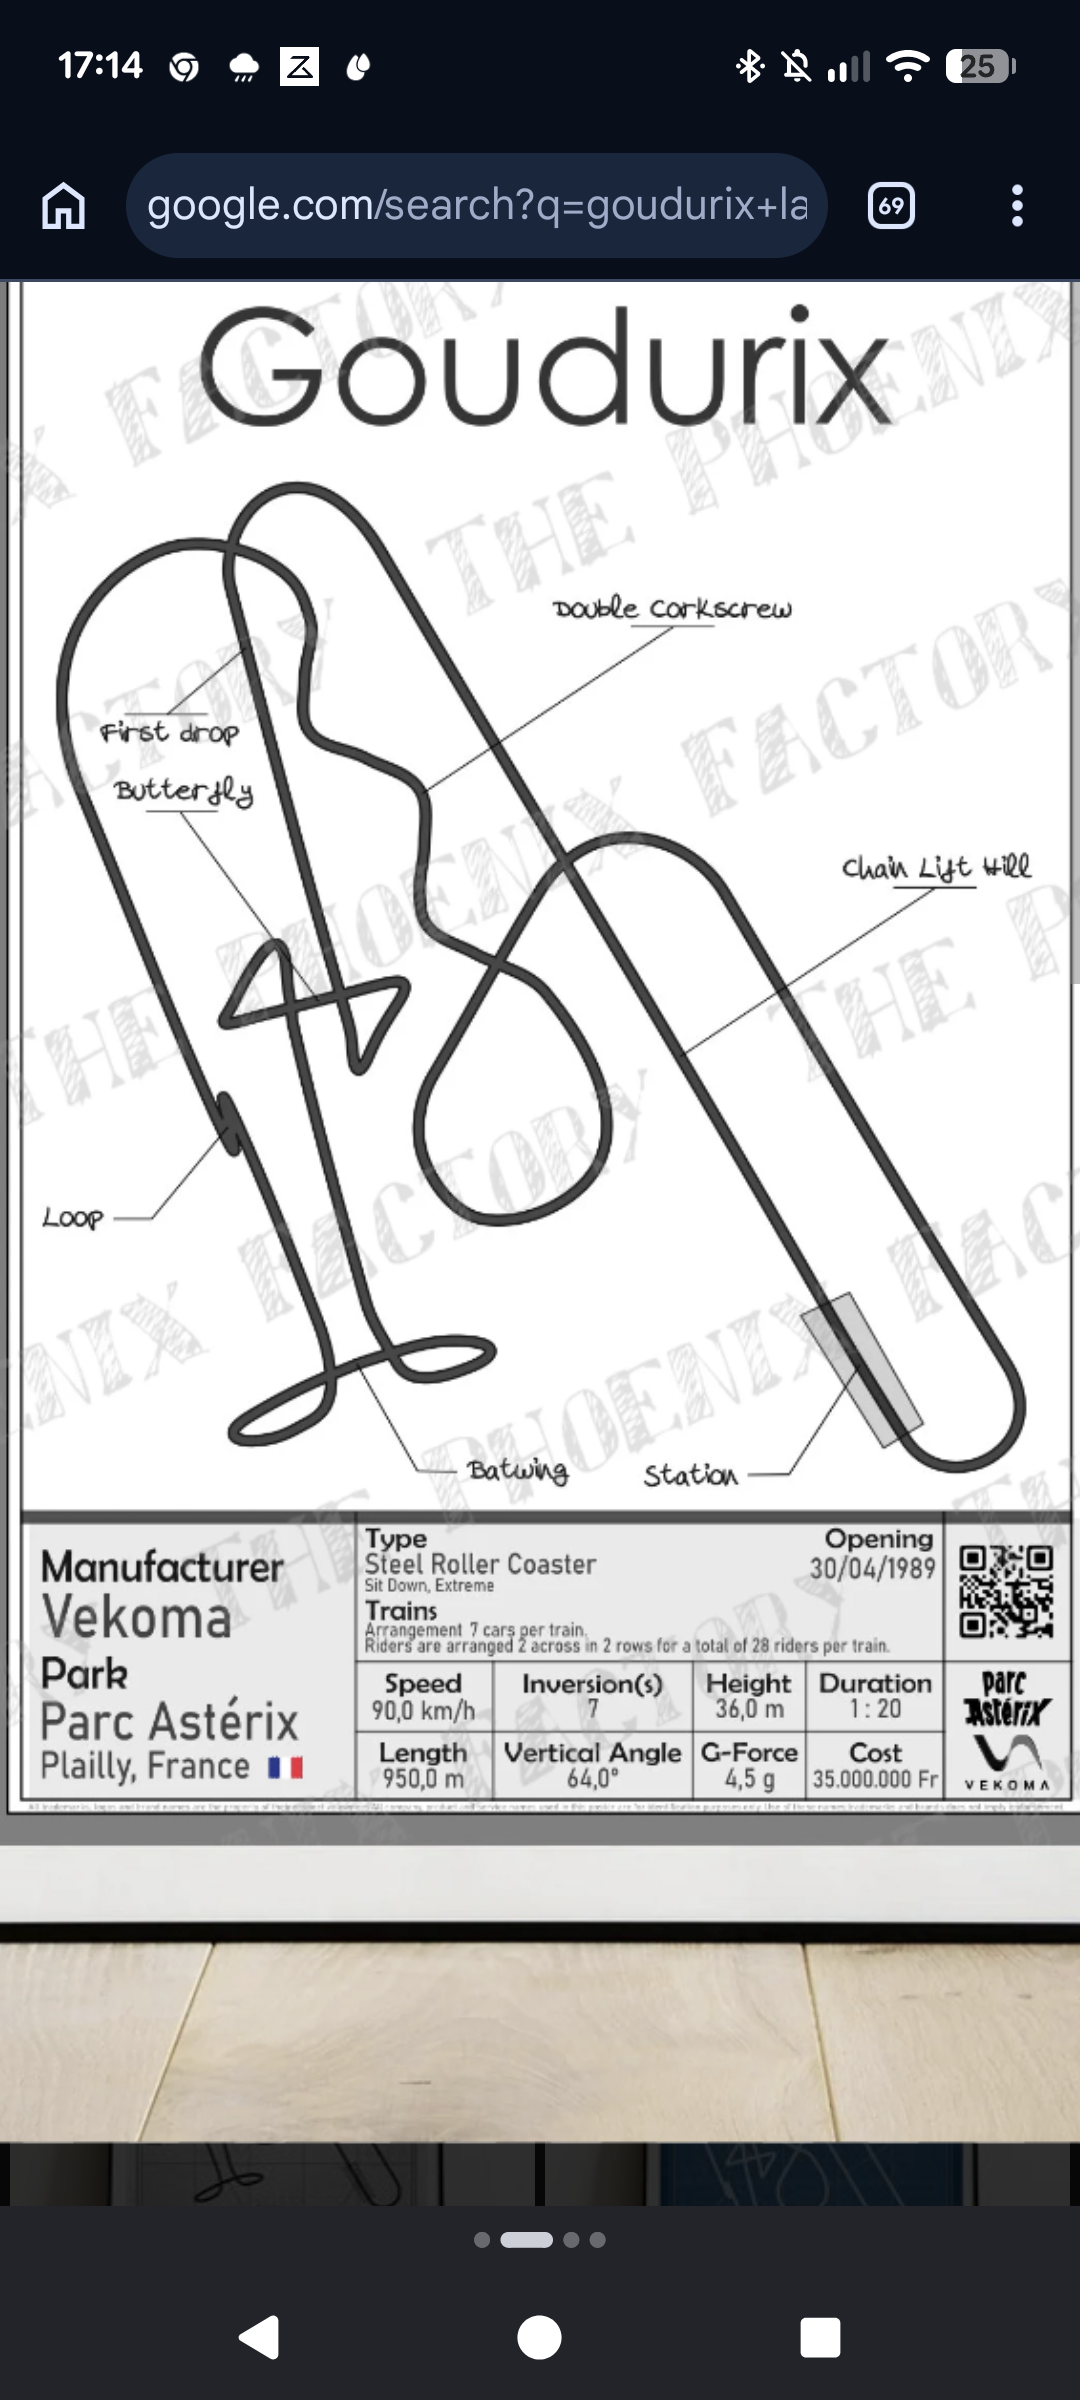 17:14
25
google.com/search?q=goudurix+la
69
Goudurix
THE PHOENIX FACTORY
Double Corkscrew
First drop
Butterfly
Chain Lift Hill
Loop
Batwing
Station
Manufacturer
Vekoma
Park
Parc Astérix
Plailly, France
Type
Steel Roller Coaster
Sit Down, Extreme
Trains
Arrangement 7 cars per train.
Riders are arranged 2 across in 2 rows for a total of 28 riders per train.
Opening
30/04/1989
Speed
90,0 km/h
Inversion(s)
7
Height
36,0 m
Duration
1 : 20
Length
950,0 m
Vertical Angle
64,0°
G-Force
4,5 g
Cost
35.000.000 Fr
Parc
Astérix
VEKOMA